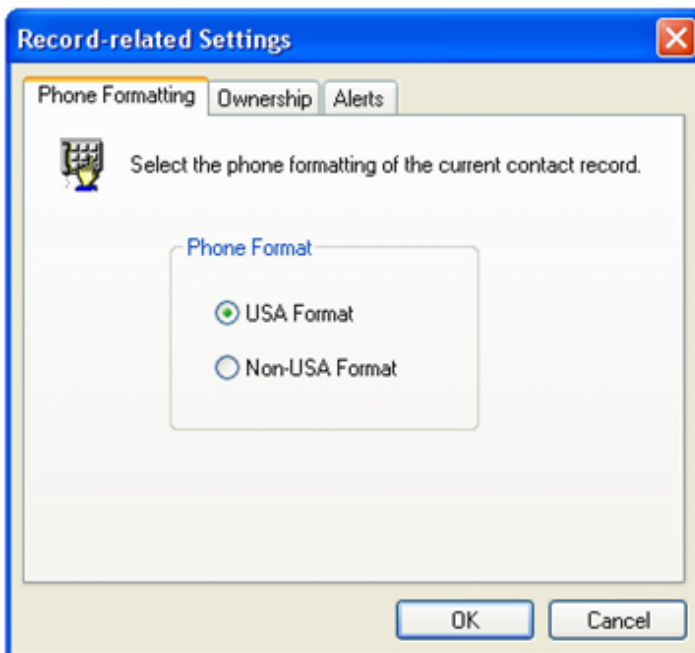 Record-related Settings
Phone Formatting Ownership Alerts
Select the phone formatting of the current contact record.
Phone Format
USA Format
Non-USA Format
OK Cancel